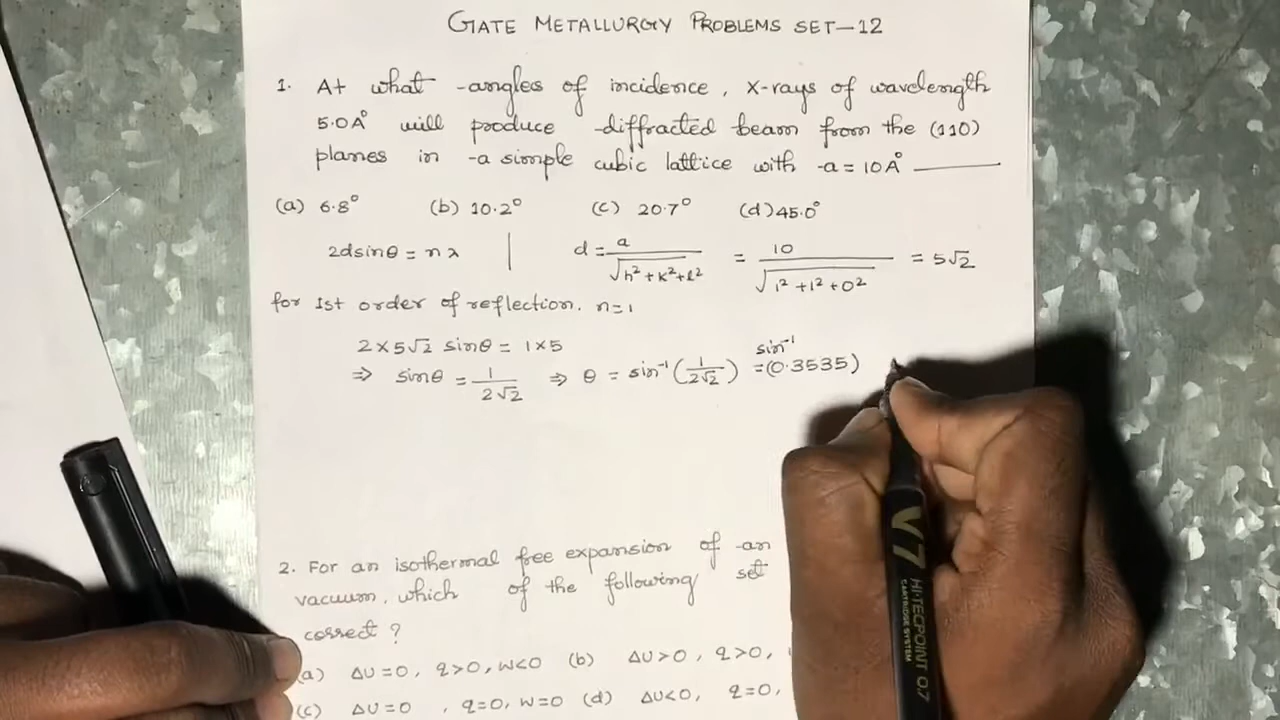 GATE METALLURGY PROBLEMS SET-12
1. At what angles of incidence, X-rays of wavelength
5.0A° will produce diffracted beam from the (110)
planes in a simple cubic lattice with a = 10A° ______
(a) 6.8° (b) 10.2° (c) 20.7° (d) 45.0°
2dsinθ = nλ | d = a/√h²+k²+l² = 10/√1²+1²+0² = 5√2
for 1st order of reflection. n=1
2×5√2 sinθ = 1×5
⇒ sinθ = 1/2√2 ⇒ θ = sin⁻¹(1/2√2) = sin⁻¹(0.3535)
2. For an isothermal free expansion of an
vacuum, which of the following set
correct?
(a) ΔU=0, q>0, W<0 (b) ΔU>0, q>0,
(c) ΔU=0, q=0, W=0 (d) ΔU<0, q=0,
V7
HI-TECPOINT 0.7
CARTRIDGE SYSTEM